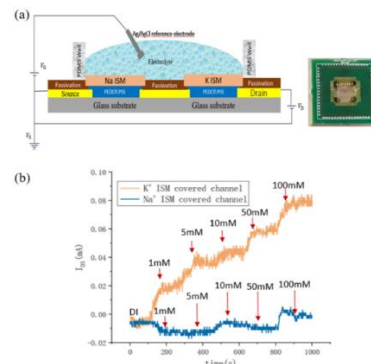 (a)
Ag/AgCl reference electrode
PDMS Well
PDMS Well
Electrolyte
Na ISM
K ISM
Passivation
Passivation
Passivation
Source
PEDOT:PSS
PEDOT:PSS
Drain
Glass substrate
(b)
K⁺ ISM covered channel
Na⁺ ISM covered channel
0.10
0.08
0.06
0.04
0.02
0.00
-0.02
I_DS (mA)
DI
1mM
5mM
10mM
50mM
100mM
1mM
5mM
10mM
50mM
100mM
0
200
400
600
800
1000
time(s)